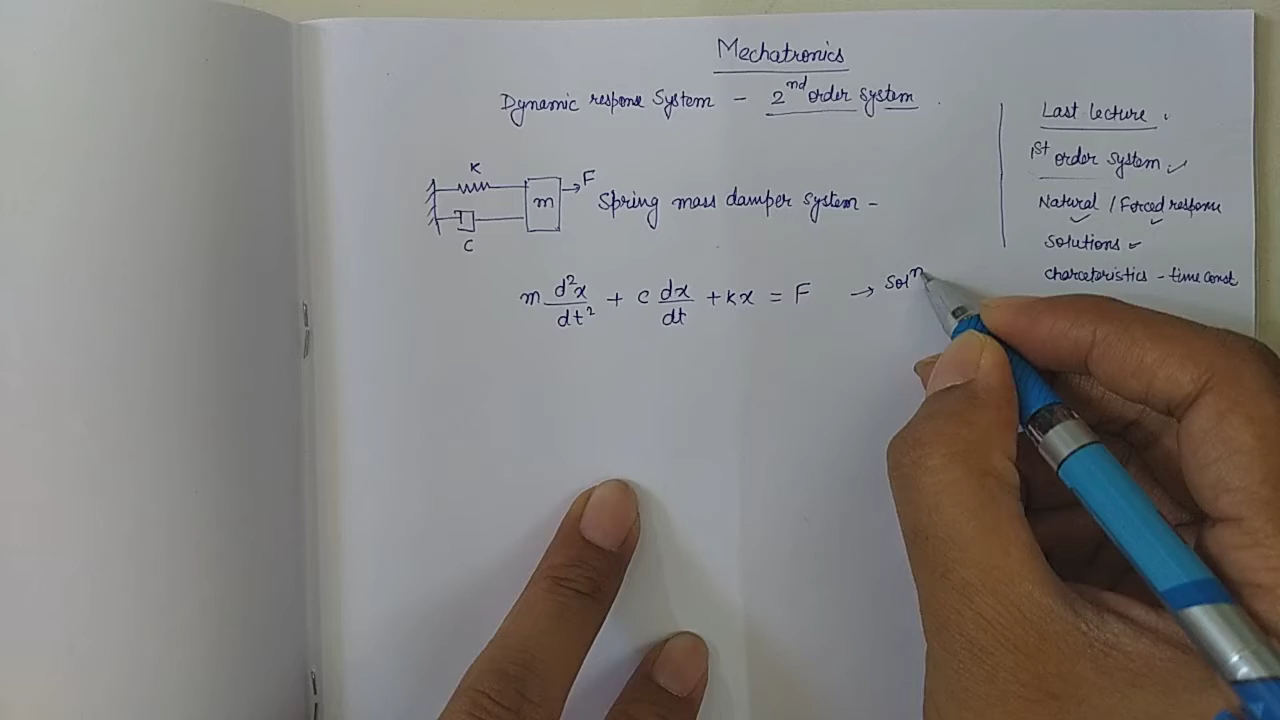 Mechatronics
Dynamic response System – 2nd order system
Last lecture.
1st order system ✓
Natural / Forced response
solutions ✓
charcteristics – time const
K
m → F
C
Spring mass damper system –
m d²x/dt² + c dx/dt + kx = F → Solⁿ